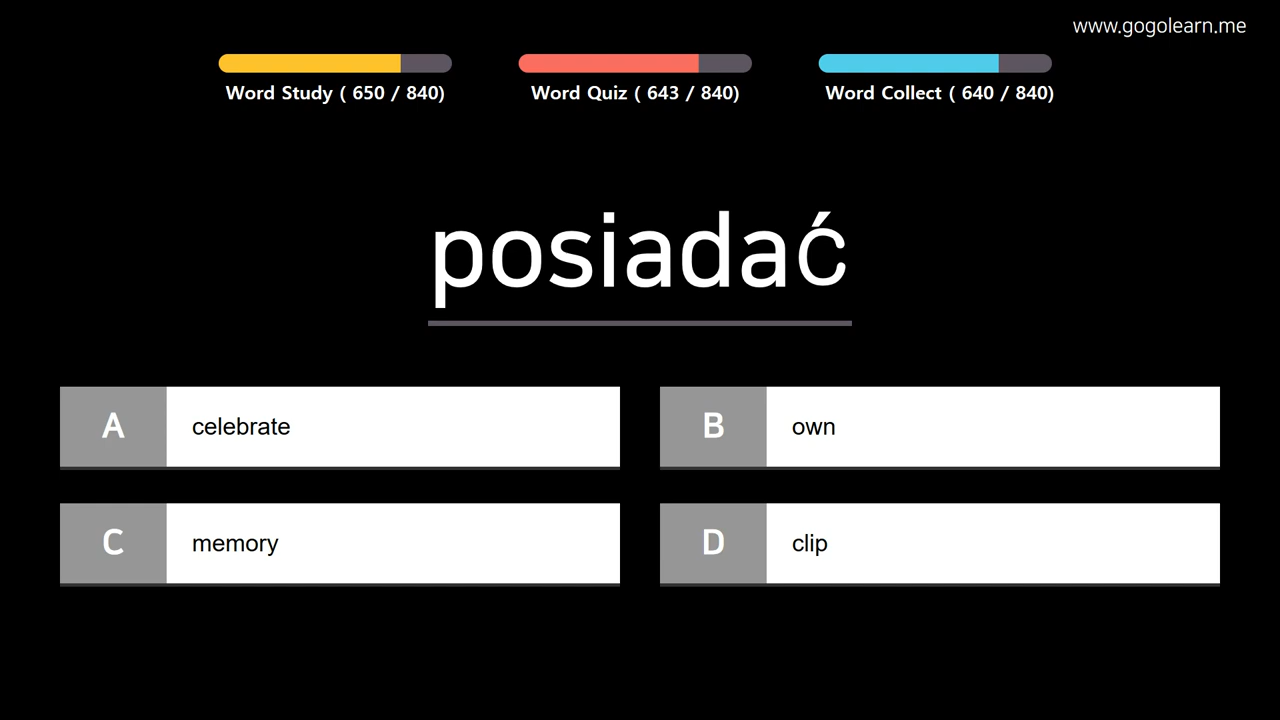 www.gogolearn.me
Word Study ( 650 / 840)
Word Quiz ( 643 / 840)
Word Collect ( 640 / 840)
posiadać
A celebrate
B own
C memory
D clip